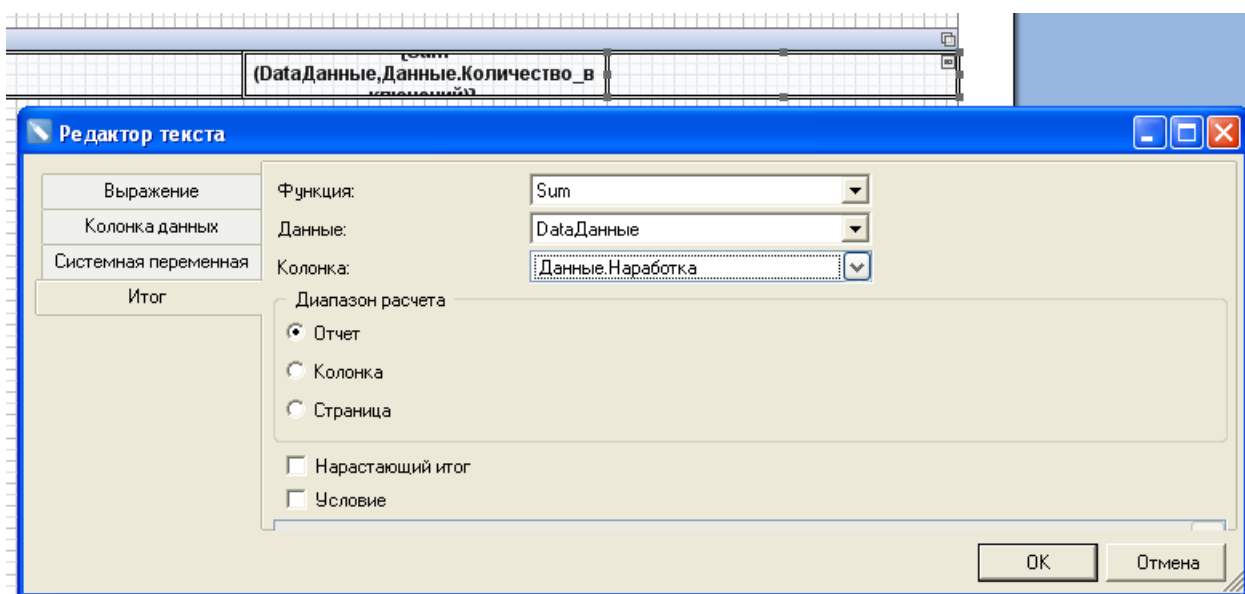 (DataДанные,Данные.Количество_в
Редактор текста
Выражение
Функция:
Sum
Колонка данных
Данные:
DataДанные
Системная переменная
Колонка:
Данные.Наработка
Итог
Диапазон расчета
Отчет
Колонка
Страница
Нарастающий итог
Условие
OK
Отмена